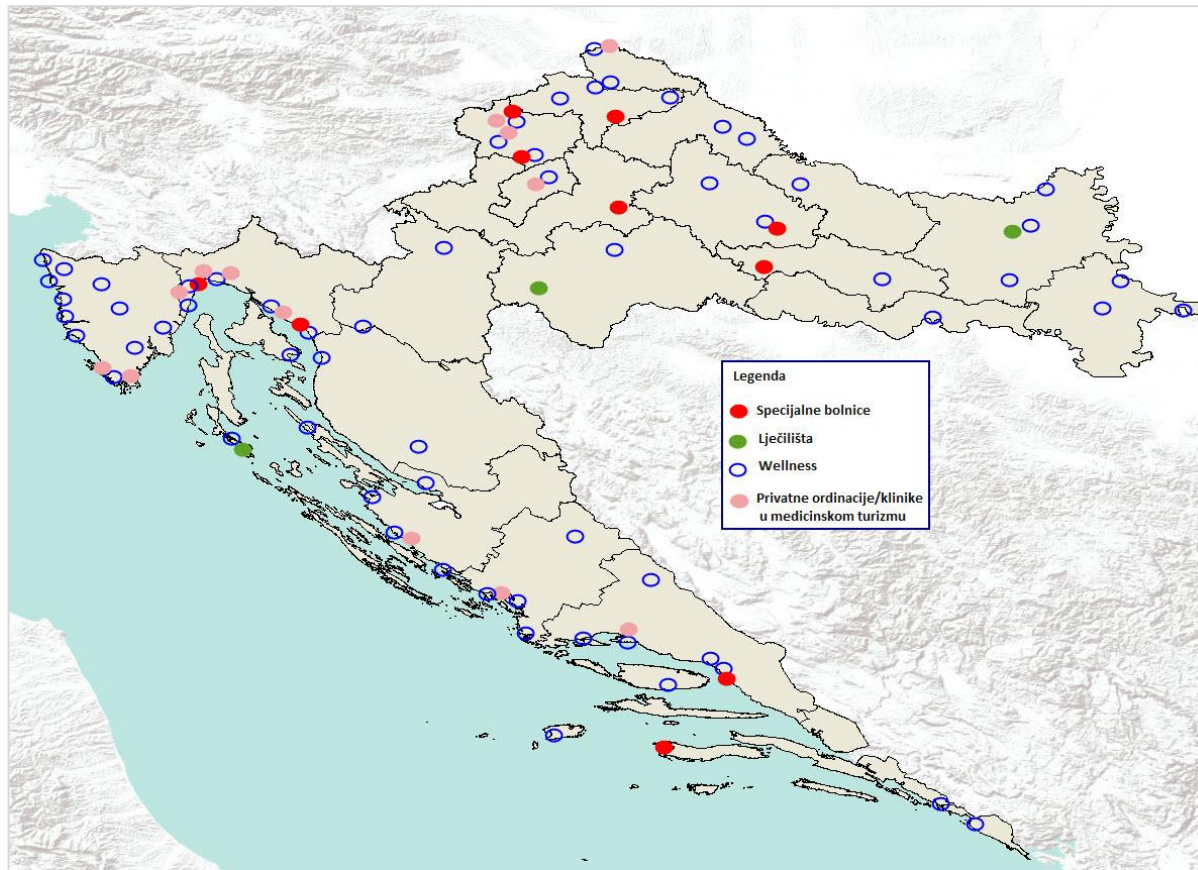 Legenda
Specijalne bolnice
Lječilišta
Wellness
Privatne ordinacije/klinike
u medicinskom turizmu